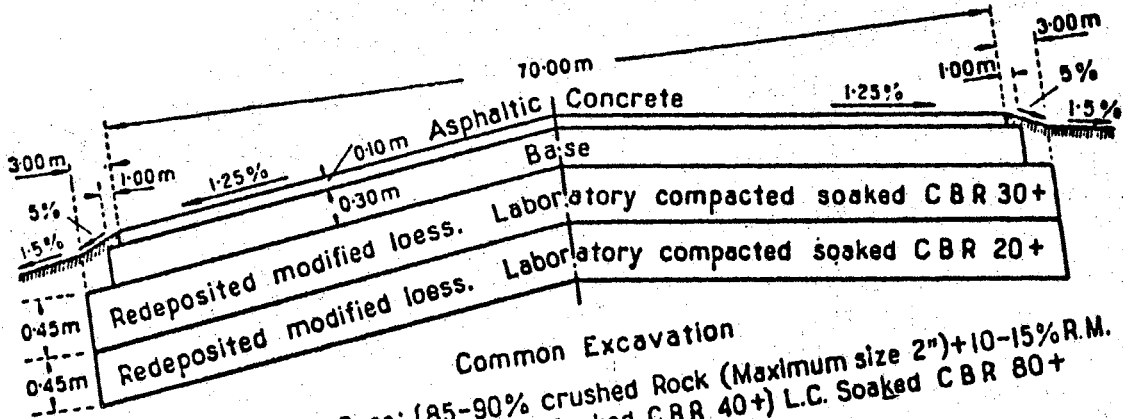 70·00m
3·00m
1·00m
5%
1·25%
1·5%
Asphaltic Concrete
0·10m
Base
0·30m
3·00m
1·00m
1·25%
5%
1·5%
Redeposited modified loess. Laboratory compacted soaked CBR 30+
Redeposited modified loess. Laboratory compacted soaked CBR 20+
0·45m
0·45m
Common Excavation
(85-90% crushed Rock (Maximum size 2")+10-15% R.M.
CBR 40+) L.C. Soaked CBR 80+